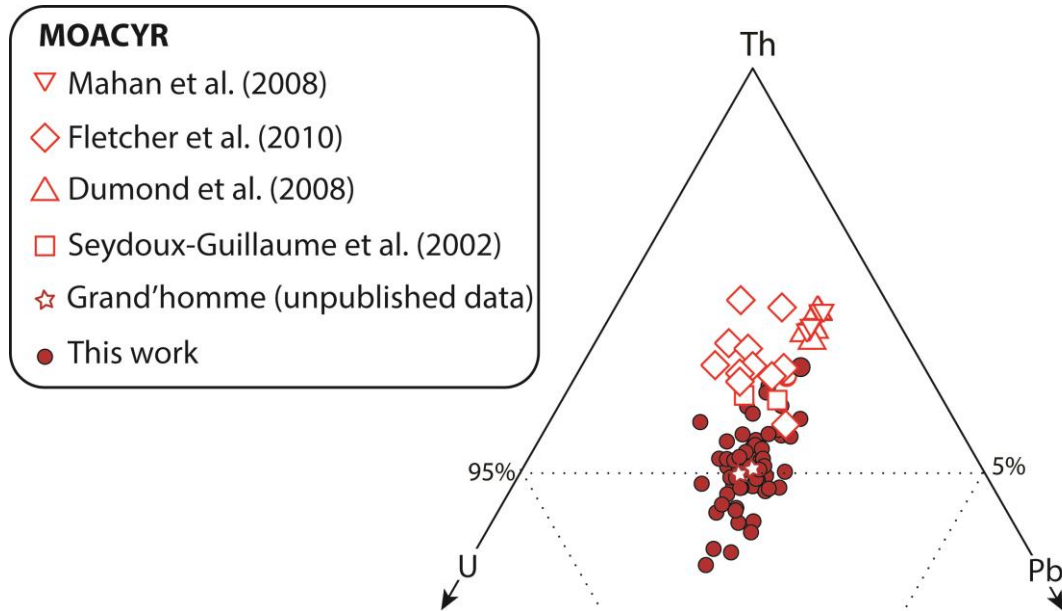 MOACYR
Mahan et al. (2008)
Fletcher et al. (2010)
Dumond et al. (2008)
Seydoux-Guillaume et al. (2002)
Grand’homme (unpublished data)
This work
Th
95%
5%
U
Pb